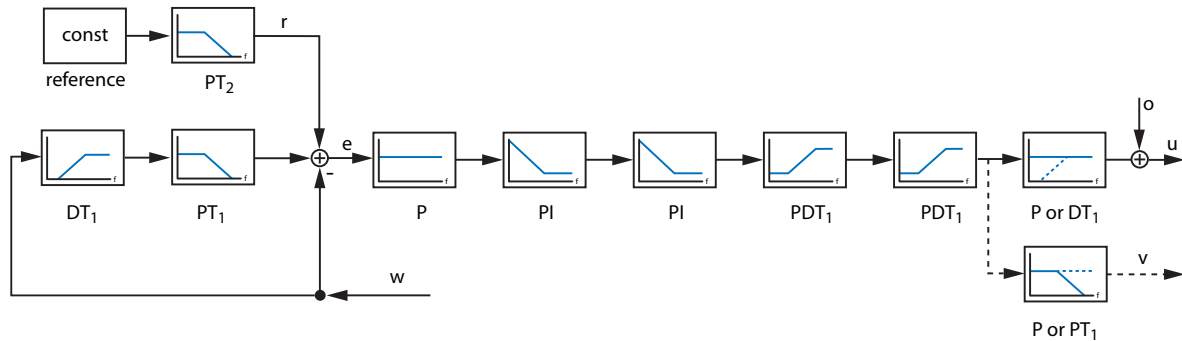 const
reference
f
PT2
r
f
DT1
f
PT1
+
-
e
f
P
f
PI
f
PI
f
PDT1
f
PDT1
f
P or DT1
o
+
u
w
f
P or PT1
v